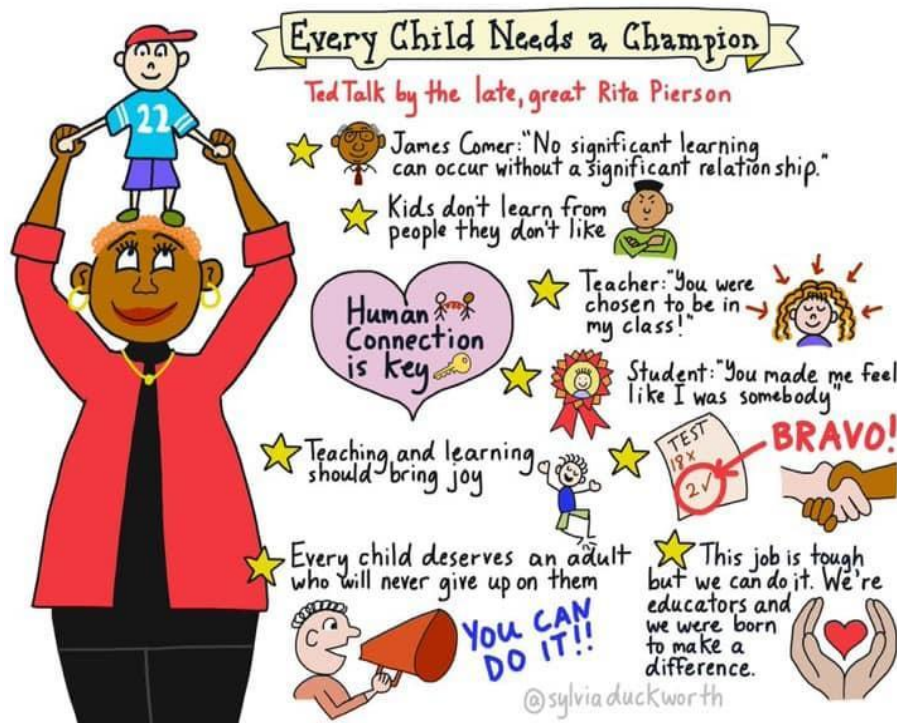 Every Child Needs a Champion
Ted Talk by the late, great Rita Pierson
22
James Comer: "No significant learning
can occur without a significant relationship."
Kids don't learn from
people they don't like
Human
Connection
is key
Teacher: "You were
chosen to be in
my class!"
Student: "You made me feel
like I was somebody"
Teaching and learning
should bring joy
TEST
18 x
2 ✓
BRAVO!
Every child deserves an adult
who will never give up on them
YOU CAN
DO IT!!
This job is tough
but we can do it. We're
educators and
we were born
to make a
difference.
@sylviaduckworth